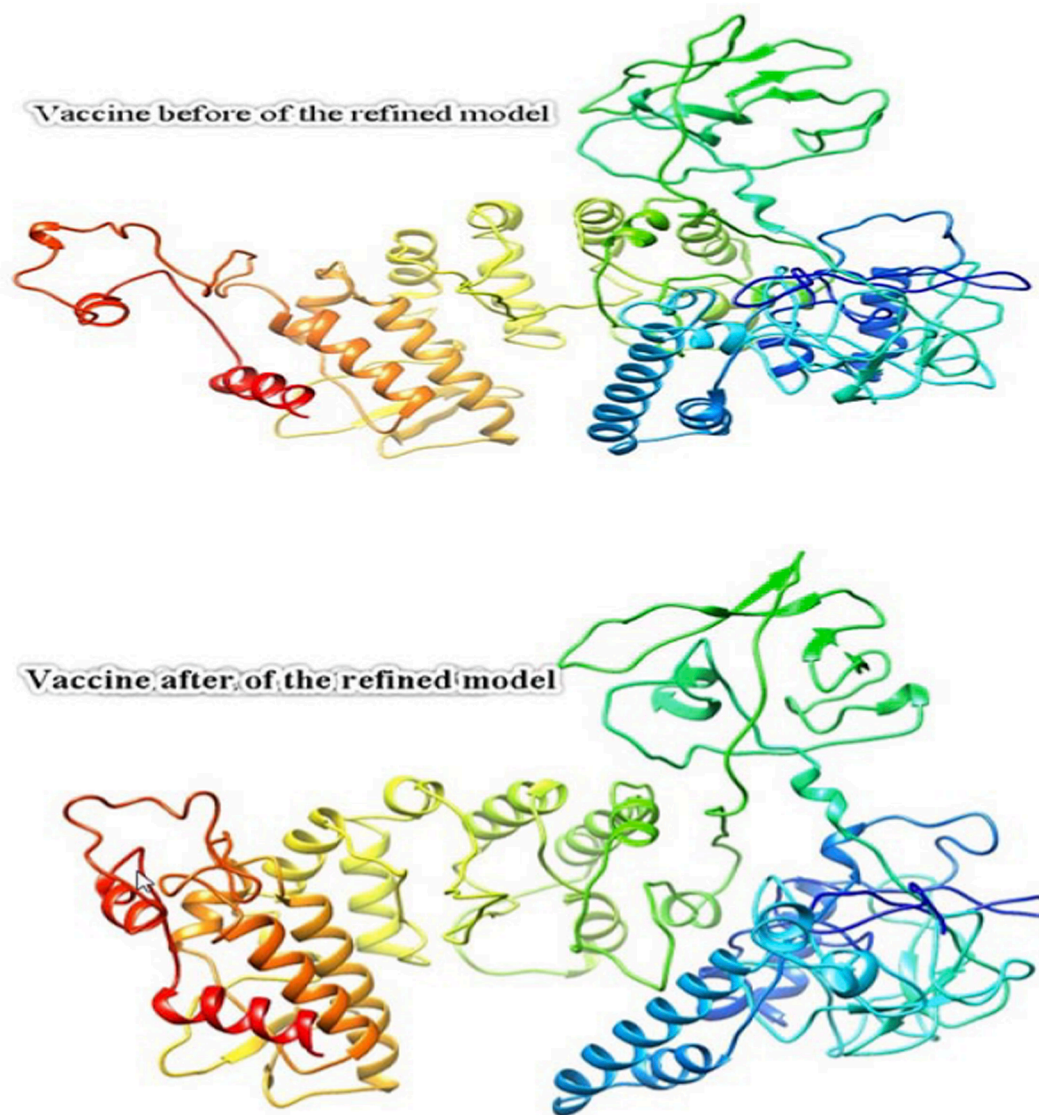 Vaccine before of the refined model
Vaccine after of the refined model